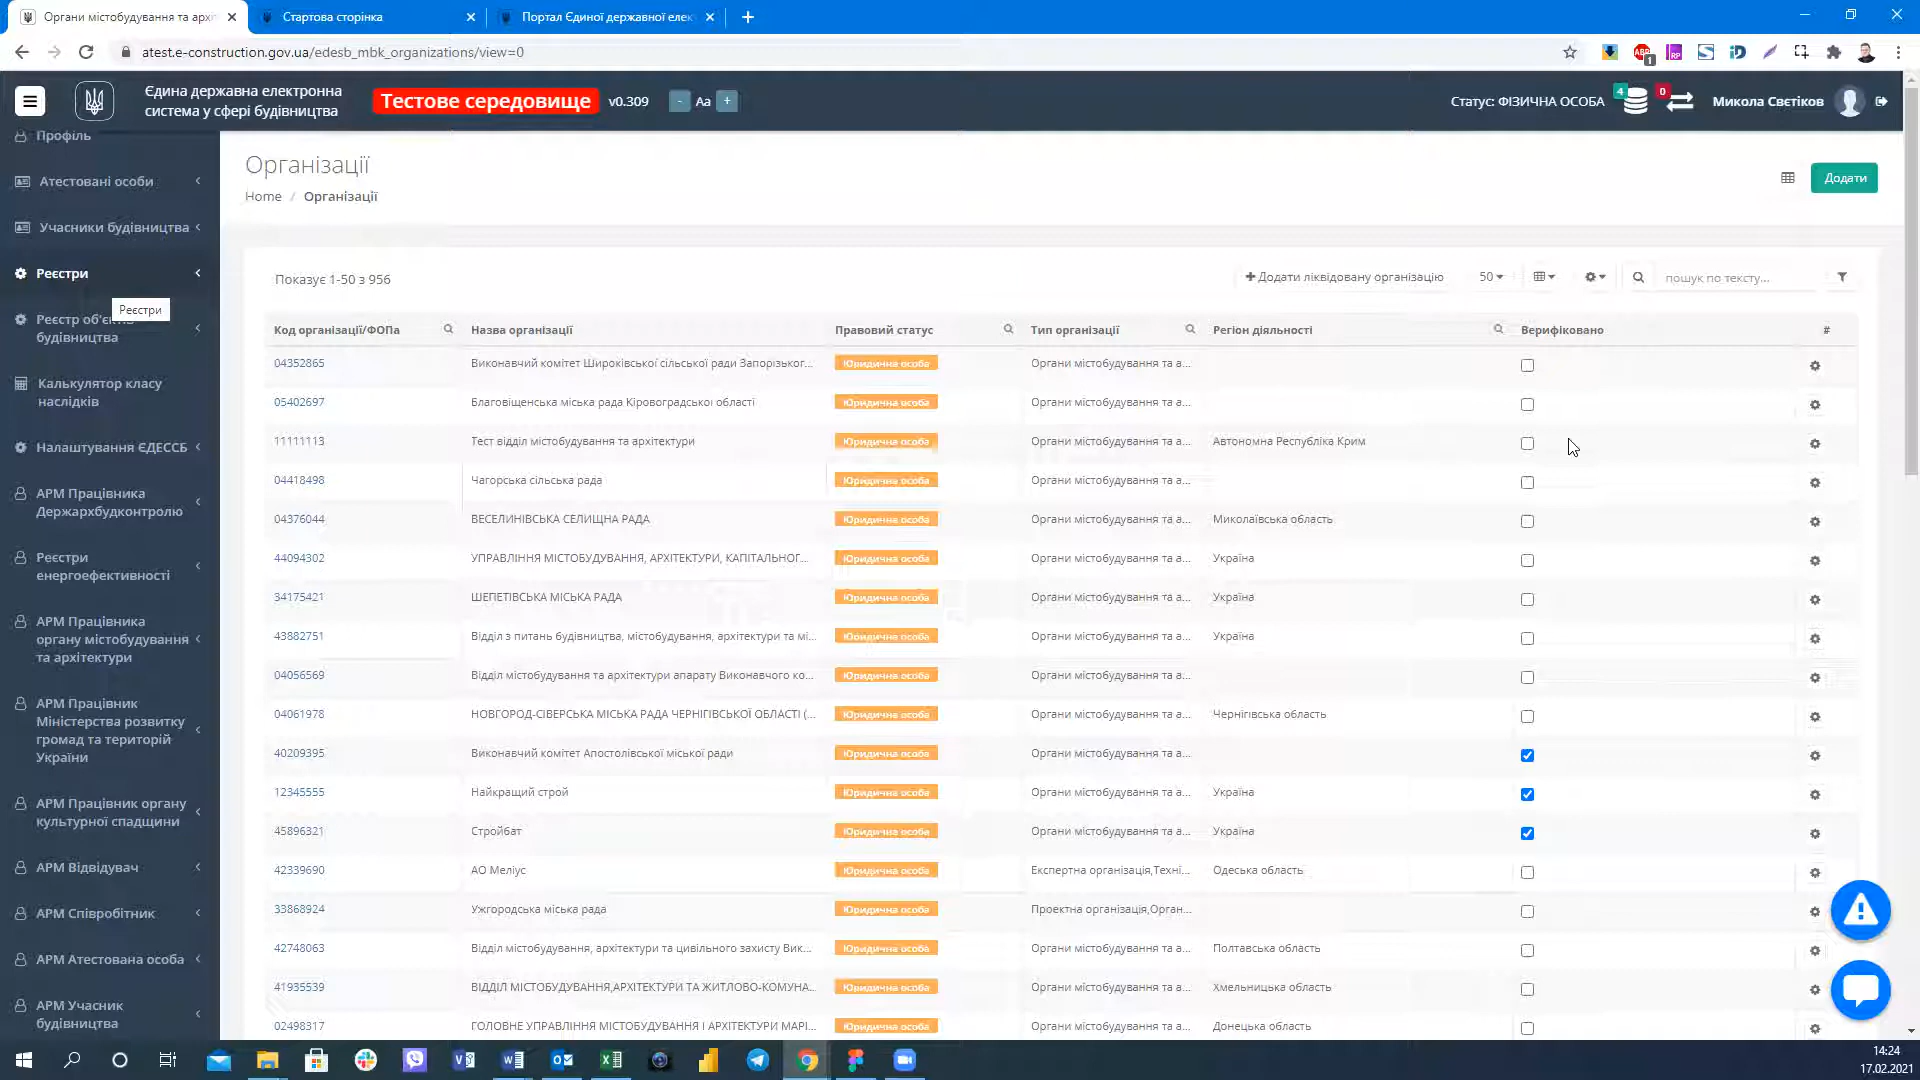 Органи містобудування та архі
Стартова сторінка
Портал Єдиної державної елек
atest.e-construction.gov.ua/edesb_mbk_organizations/view=0
Єдина державна електронна
система у сфері будівництва
Тестове середовище
v0.309
- Aa +
Статус: ФІЗИЧНА ОСОБА
4
0
Микола Свєтіков
Профіль
Атестовані особи
Учасники будівництва
Реєстри
Реєстри
Реєстр об'єктів
будівництва
Калькулятор класу
наслідків
Налаштування ЄДЕССБ
АРМ Працівника
Держархбудконтролю
Реєстри
енергоефективності
АРМ Працівника
органу містобудування
та архітектури
АРМ Працівник
Міністерства розвитку
громад та територій
України
АРМ Працівник органу
культурної спадщини
АРМ Відвідувач
АРМ Співробітник
АРМ Атестована особа
АРМ Учасник
будівництва
Організації
Home / Організації
Додати
Показує 1-50 з 956
Додати ліквідовану організацію
50
пошук по тексту...
Код організації/ФОПа Назва організації Правовий статус Тип організації Регіон діяльності Верифіковано #
04352865 Виконавчий комітет Широківської сільської ради Запорізьког... Юридична особа Органи містобудування та а...
05402697 Благовіщенська міська рада Кіровоградської області Юридична особа Органи містобудування та а...
11111113 Тест відділ містобудування та архітектури Юридична особа Органи містобудування та а... Автономна Республіка Крим
04418498 Чагорська сільська рада Юридична особа Органи містобудування та а...
04376044 ВЕСЕЛИНІВСЬКА СЕЛИЩНА РАДА Юридична особа Органи містобудування та а... Миколаївська область
44094302 УПРАВЛІННЯ МІСТОБУДУВАННЯ, АРХІТЕКТУРИ, КАПІТАЛЬНОГ... Юридична особа Органи містобудування та а... Україна
34175421 ШЕПЕТІВСЬКА МІСЬКА РАДА Юридична особа Органи містобудування та а... Україна
43882751 Відділ з питань будівництва, містобудування, архітектури та мі... Юридична особа Органи містобудування та а... Україна
04056569 Відділ містобудування та архітектури апарату Виконавчого ко... Юридична особа Органи містобудування та а...
04061978 НОВГОРОД-СІВЕРСЬКА МІСЬКА РАДА ЧЕРНІГІВСЬКОЇ ОБЛАСТІ (... Юридична особа Органи містобудування та а... Чернігівська область
40209395 Виконавчий комітет Апостолівської міської ради Юридична особа Органи містобудування та а...
12345555 Найкращий строй Юридична особа Органи містобудування та а... Україна
45896321 Стройбат Юридична особа Органи містобудування та а... Україна
42339690 АО Меліус Юридична особа Експертна організація,Техні... Одеська область
33868924 Ужгородська міська рада Юридична особа Проектна організація,Орган...
42748063 Відділ містобудування, архітектури та цивільного захисту Вик... Юридична особа Органи містобудування та а... Полтавська область
41935539 ВІДДІЛ МІСТОБУДУВАННЯ,АРХІТЕКТУРИ ТА ЖИТЛОВО-КОМУНА... Юридична особа Органи містобудування та а... Хмельницька область
02498317 ГОЛОВНЕ УПРАВЛІННЯ МІСТОБУДУВАННЯ І АРХІТЕКТУРИ МАРІ... Юридична особа Органи містобудування та а... Донецька область
14:24
17.02.2021